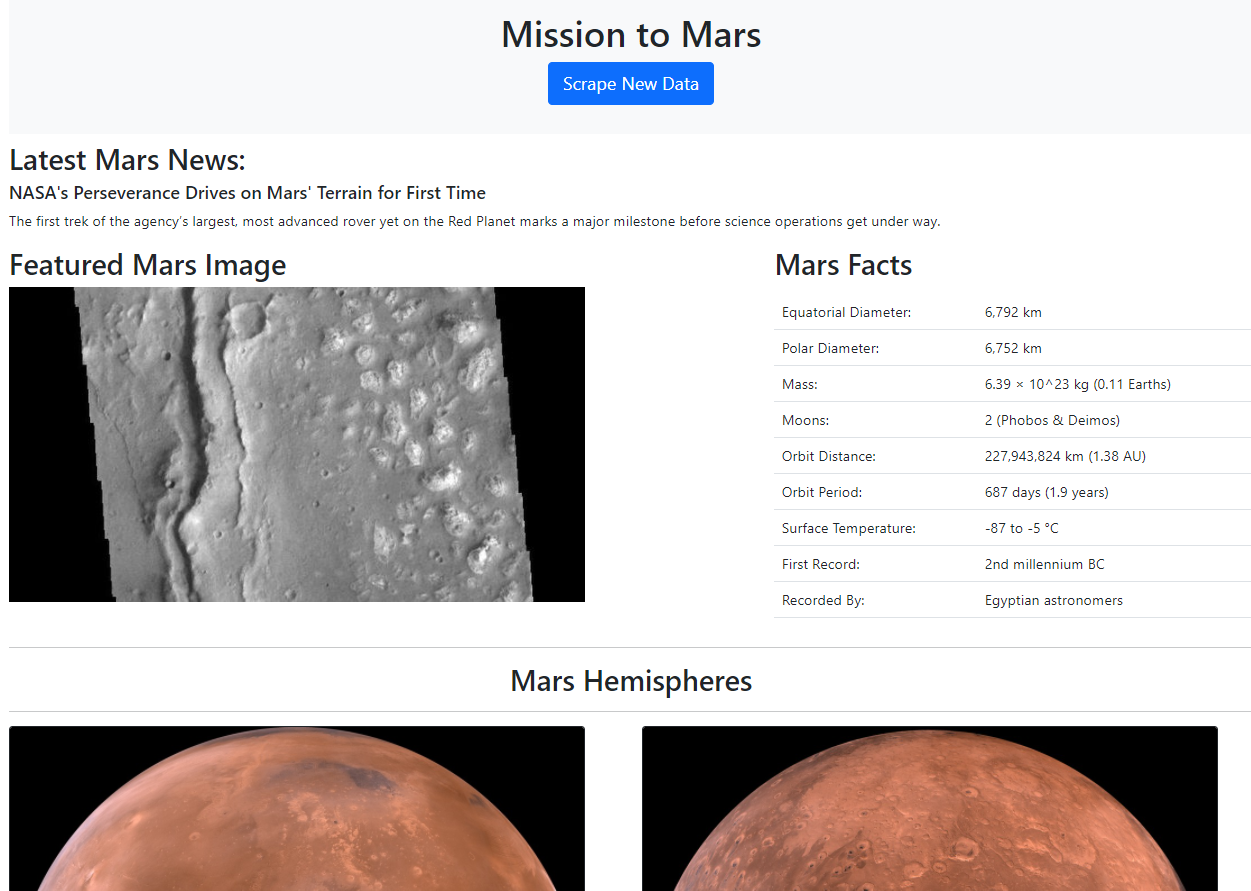 Mission to Mars
Scrape New Data
Latest Mars News:
NASA's Perseverance Drives on Mars' Terrain for First Time
The first trek of the agency’s largest, most advanced rover yet on the Red Planet marks a major milestone before science operations get under way.
Featured Mars Image
Mars Facts
Equatorial Diameter: 6,792 km
Polar Diameter: 6,752 km
Mass: 6.39 × 10^23 kg (0.11 Earths)
Moons: 2 (Phobos & Deimos)
Orbit Distance: 227,943,824 km (1.38 AU)
Orbit Period: 687 days (1.9 years)
Surface Temperature: -87 to -5 °C
First Record: 2nd millennium BC
Recorded By: Egyptian astronomers
Mars Hemispheres